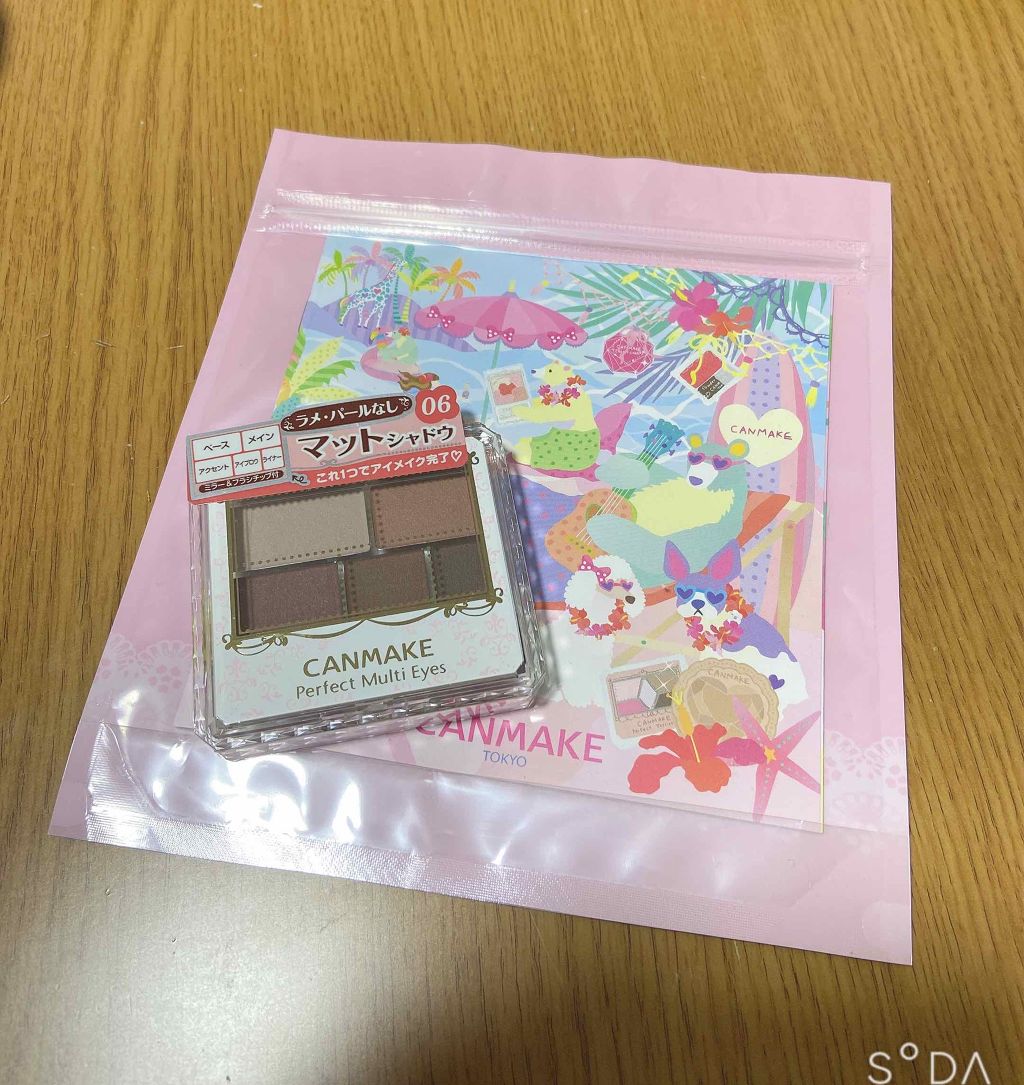 ラメ・パールなし
06
マットシャドウ
これ1つでアイメイク完了♡
ベース
メイン
アクセント
アイブロウ
ライナー
ミラー&ブラシチップ付
CANMAKE
Perfect Multi Eyes
CANMAKE
CANMAKE
CANMAKE
CANMAKE
TOKYO
SODA